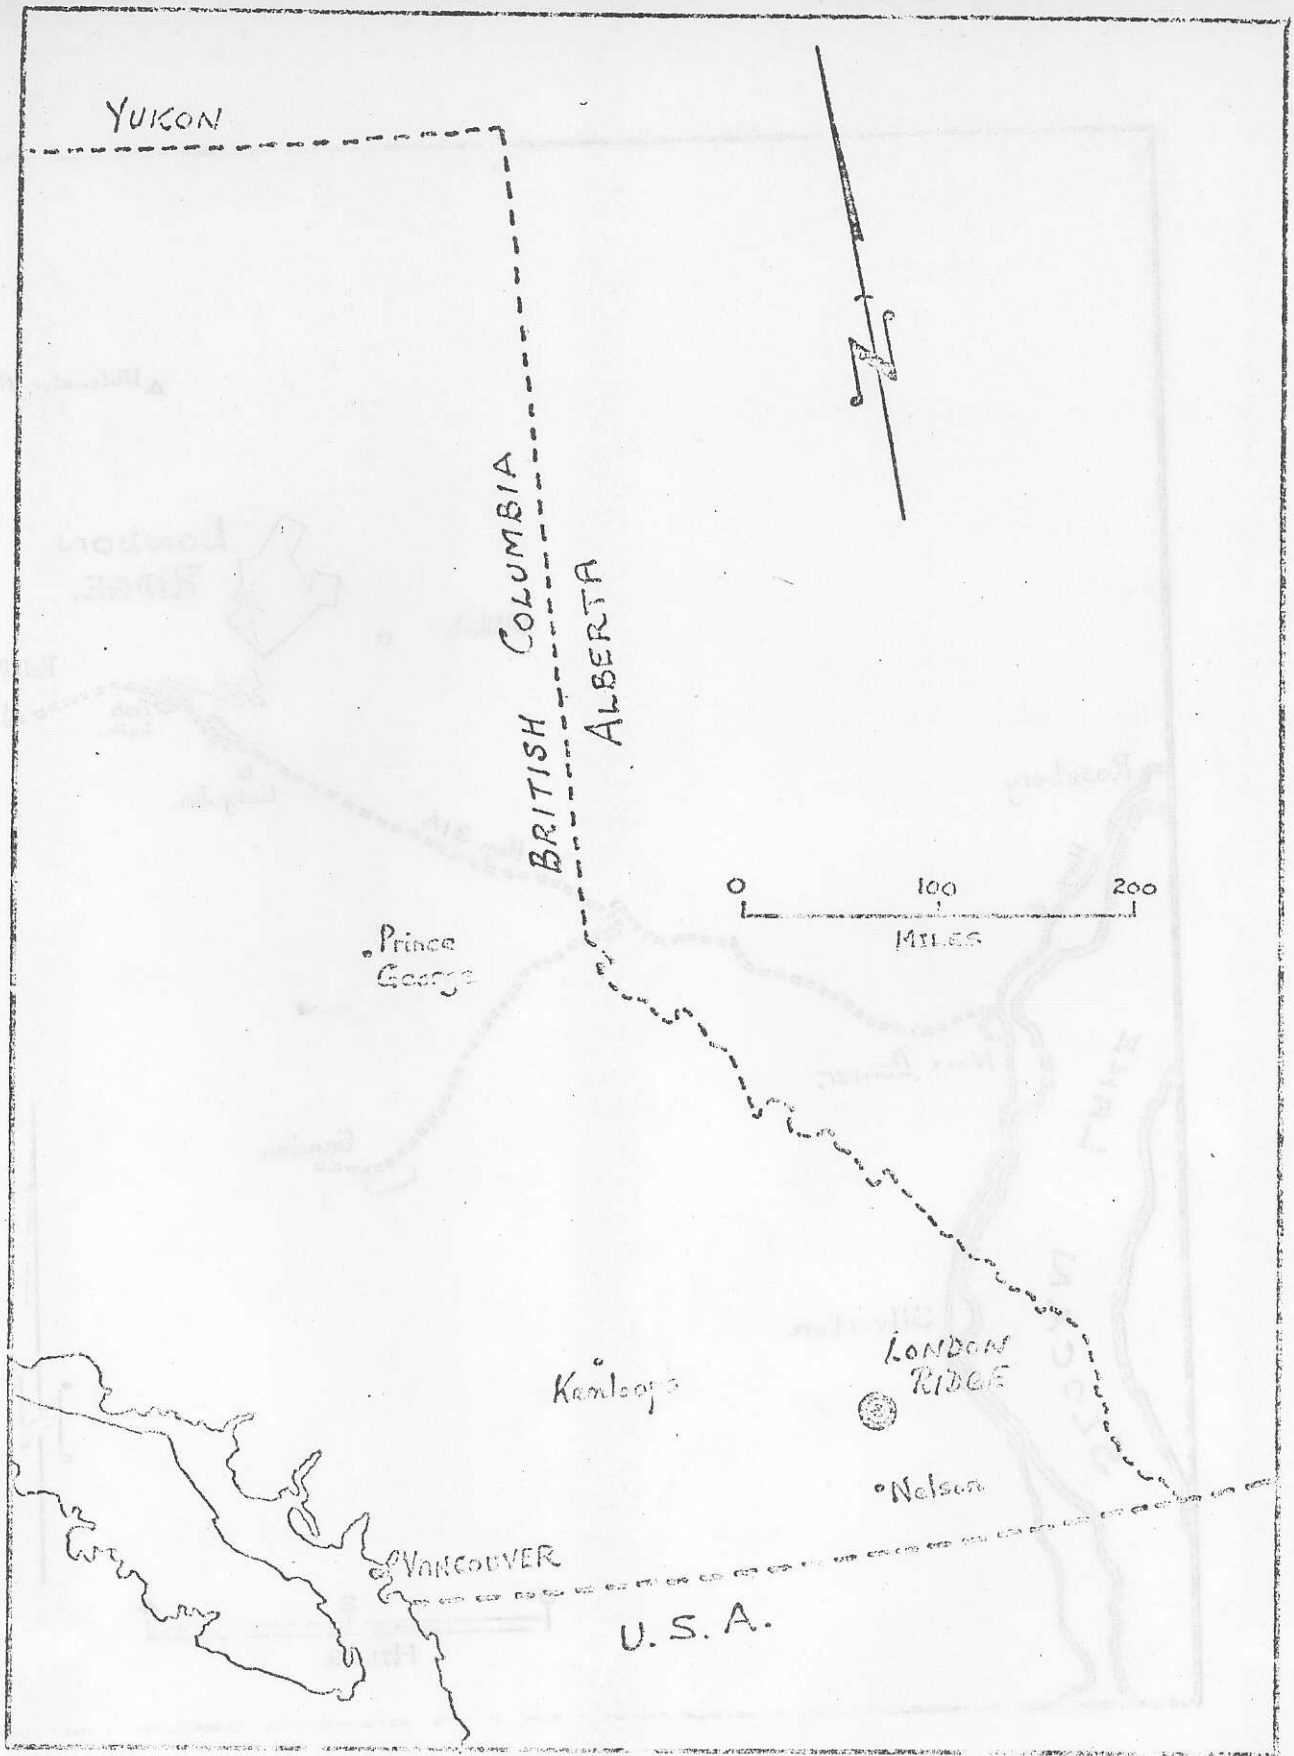 YUKON
N
BRITISH COLUMBIA
ALBERTA
0 100 200
MILES
Prince
George
LONDON
RIDGE
Kamloops
Nelson
VANCOUVER
U.S.A.